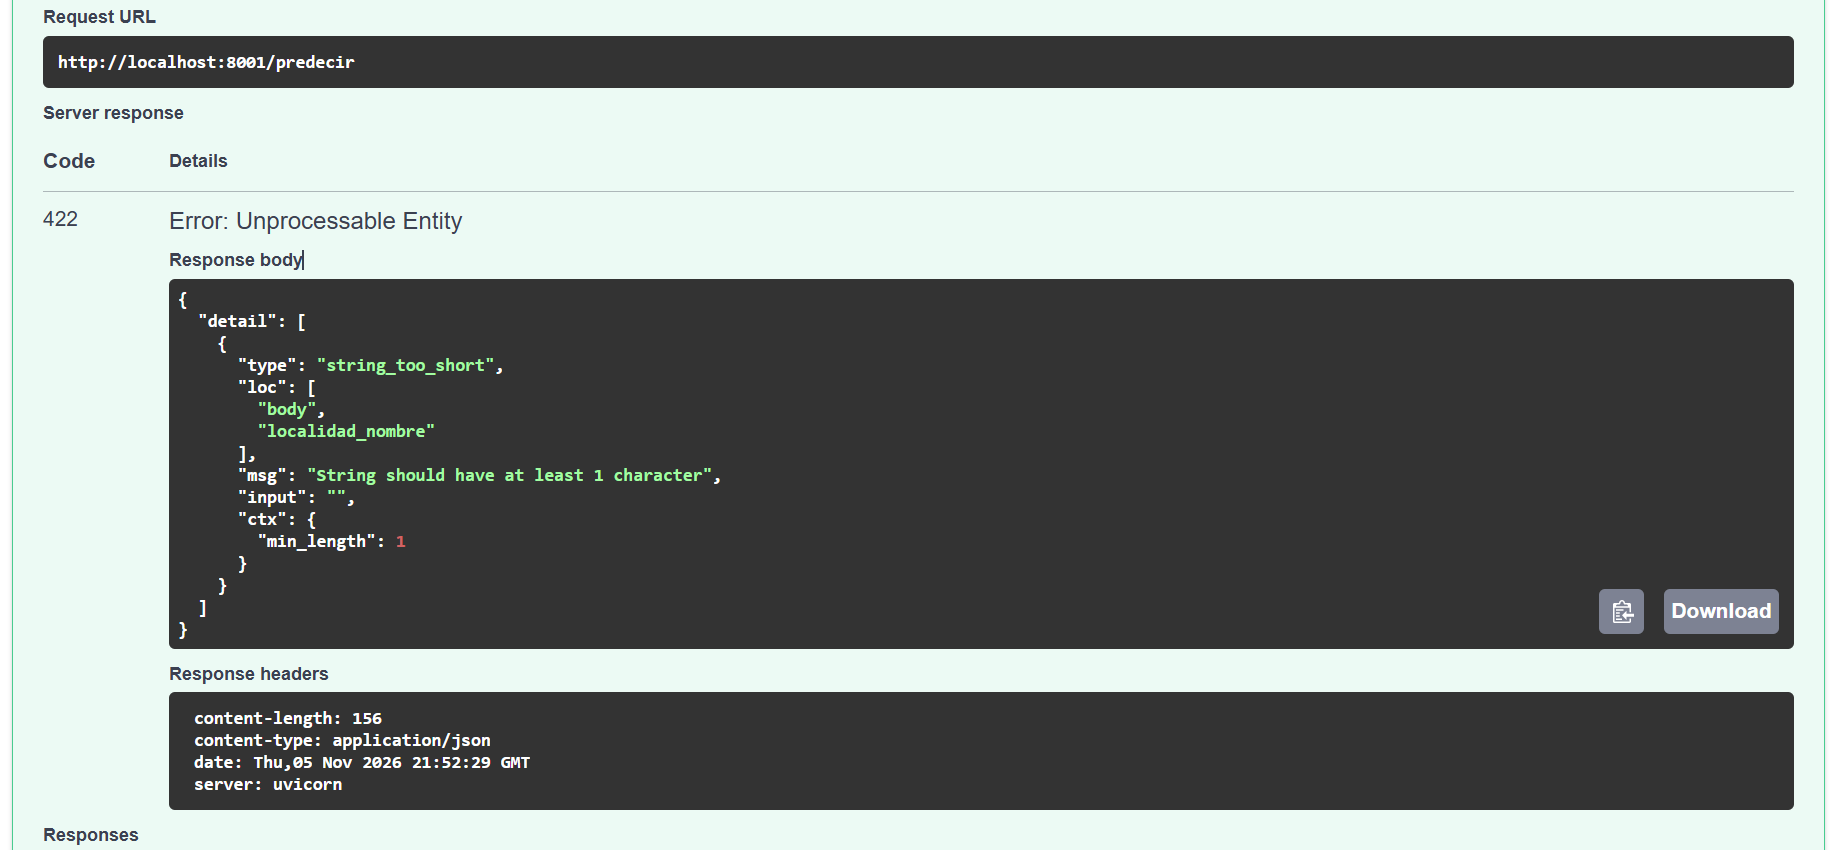 Request URL
http://localhost:8001/predecir
Server response
Code Details
422 Error: Unprocessable Entity
Response body
{
  "detail": [
    {
      "type": "string_too_short",
      "loc": [
        "body",
        "localidad_nombre"
      ],
      "msg": "String should have at least 1 character",
      "input": "",
      "ctx": {
        "min_length": 1
      }
    }
  ]
}
Download
Response headers
content-length: 156
content-type: application/json
date: Thu,05 Nov 2026 21:52:29 GMT
server: uvicorn
Responses